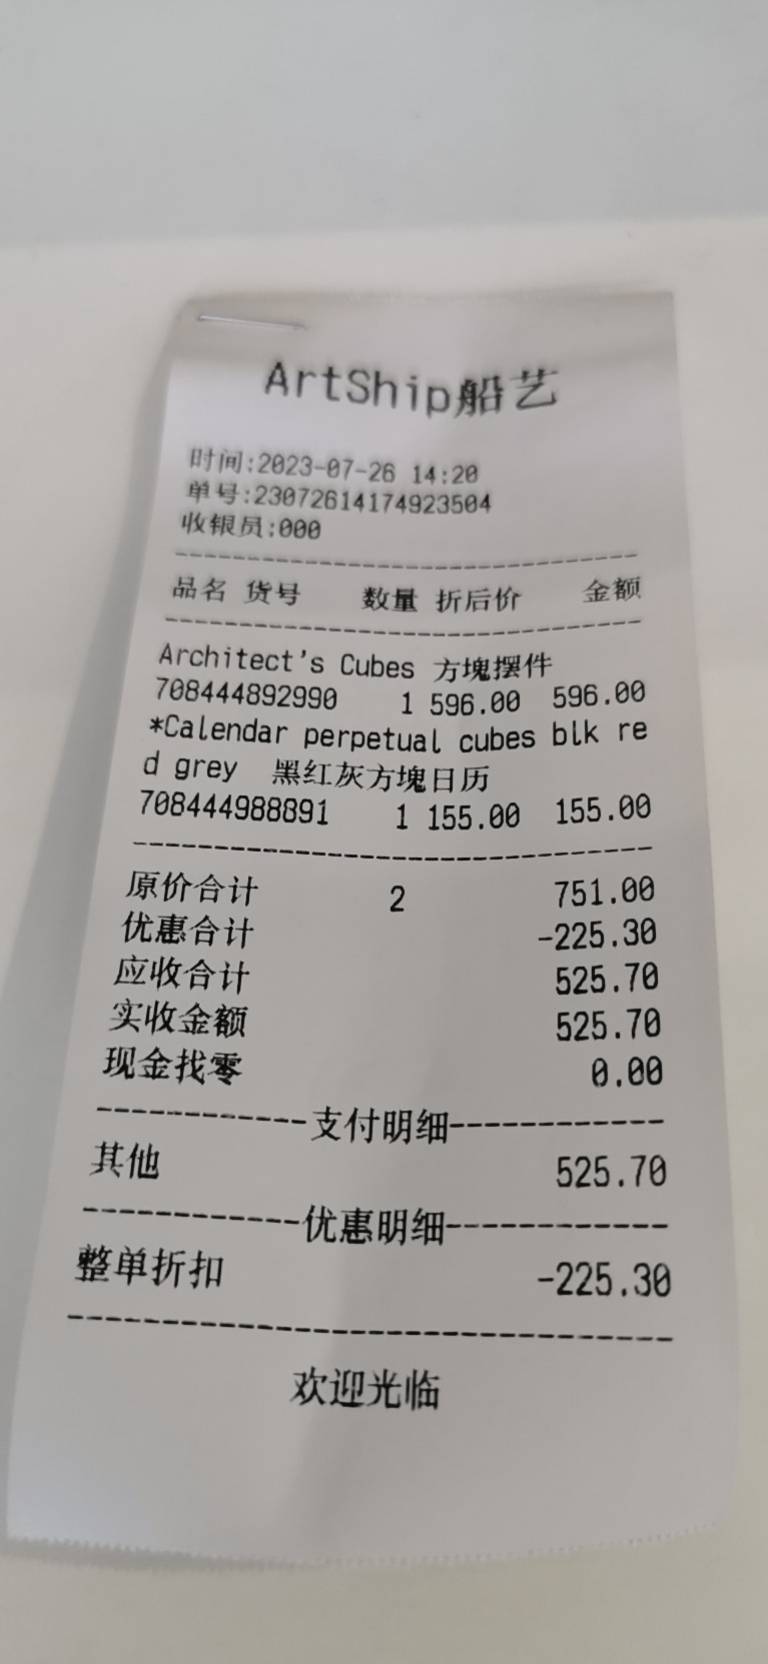 ArtShip船艺
时间:2023-07-26 14:20
单号:23072614174923504
收银员:000
品名 货号 数量 折后价 金额
Architect's Cubes 方塊摆件
708444892990 1 596.00 596.00
*Calendar perpetual cubes blk re
d grey 黑红灰方塊日历
708444988891 1 155.00 155.00
原价合计 2 751.00
优惠合计 -225.30
应收合计 525.70
实收金额 525.70
现金找零 0.00
------------支付明细------------
其他 525.70
------------优惠明细------------
整单折扣 -225.30
欢迎光临